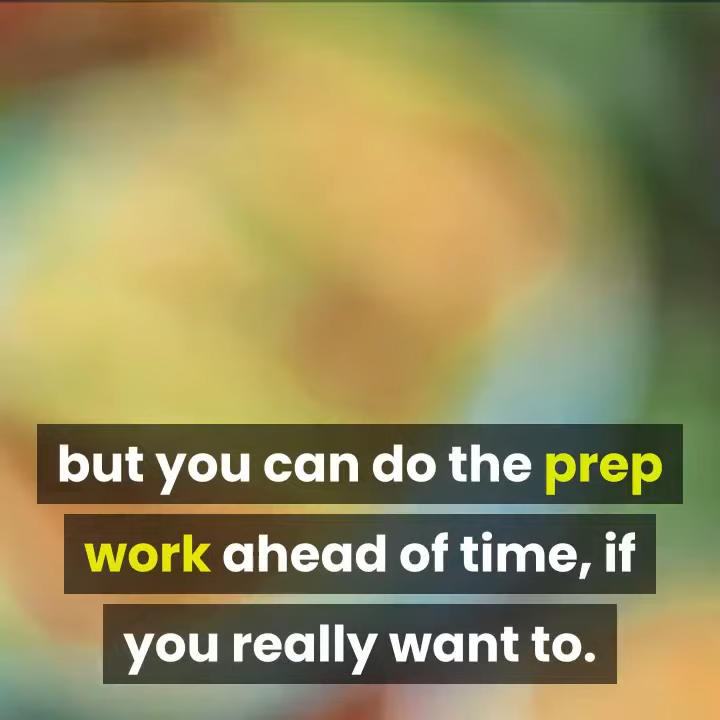 but you can do the prep
work ahead of time, if
you really want to.